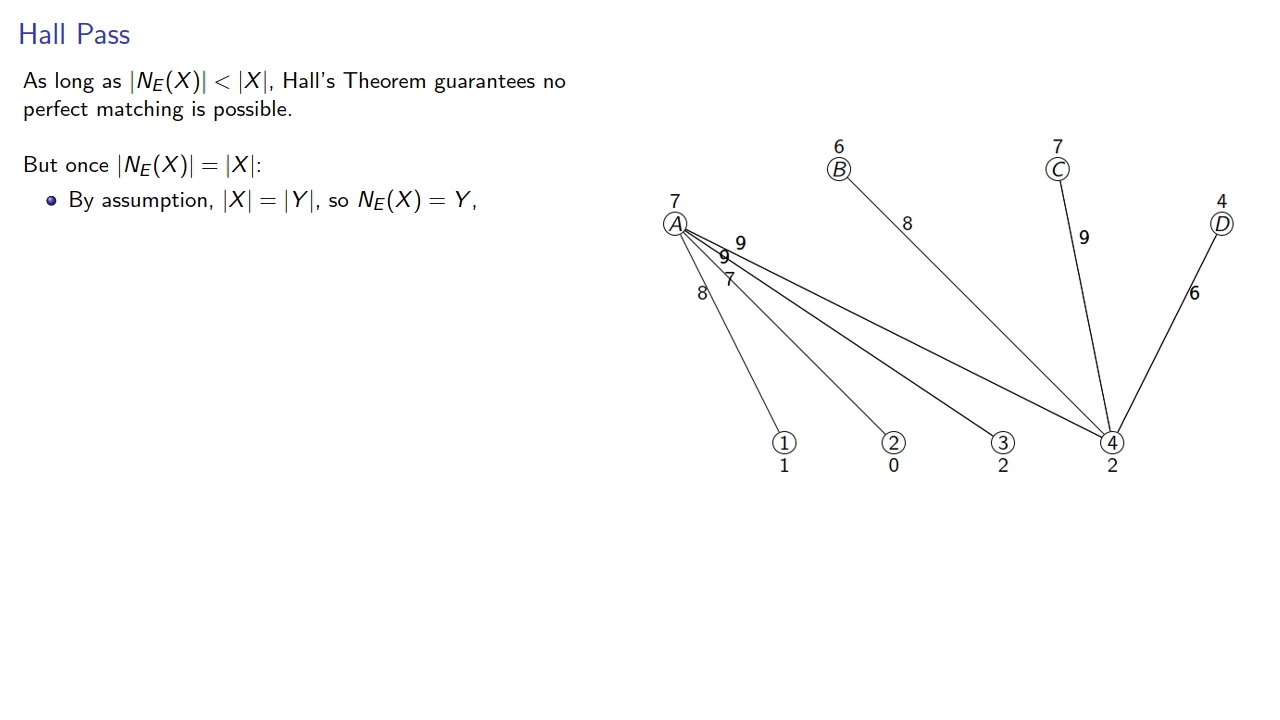 Hall Pass
As long as |N_E(X)| < |X|, Hall's Theorem guarantees no
perfect matching is possible.
But once |N_E(X)| = |X|:
By assumption, |X| = |Y|, so N_E(X) = Y,
6 7
B C
7 4
A D
8
9 9
9
7
8 6
1 2 3 4
1 0 2 2